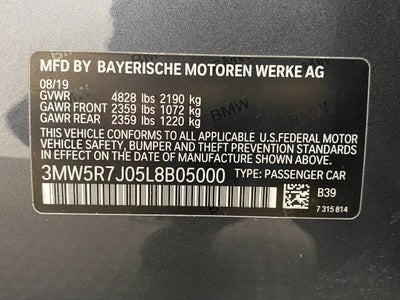 MFD BY BAYERISCHE MOTOREN WERKE AG
08/19
GVWR 4828 lbs 2190 kg
GAWR FRONT 2359 lbs 1072 kg
GAWR REAR 2359 lbs 1220 kg
THIS VEHICLE CONFORMS TO ALL APPLICABLE U.S.FEDERAL MOTOR
VEHICLE SAFETY, BUMPER, AND THEFT PREVENTION STANDARDS
IN EFFECT ON THE DATE OF MANUFACTURE SHOWN ABOVE.
3MW5R7J05L8B05000 TYPE: PASSENGER CAR
B39
7 315 814